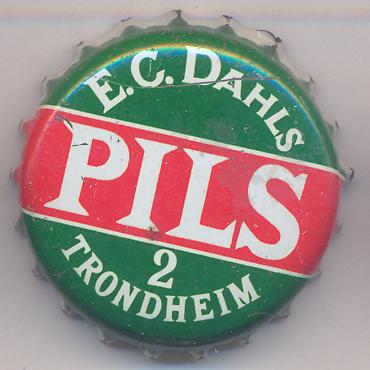 E.C. DAHLS
PILS
2
TRONDHEIM